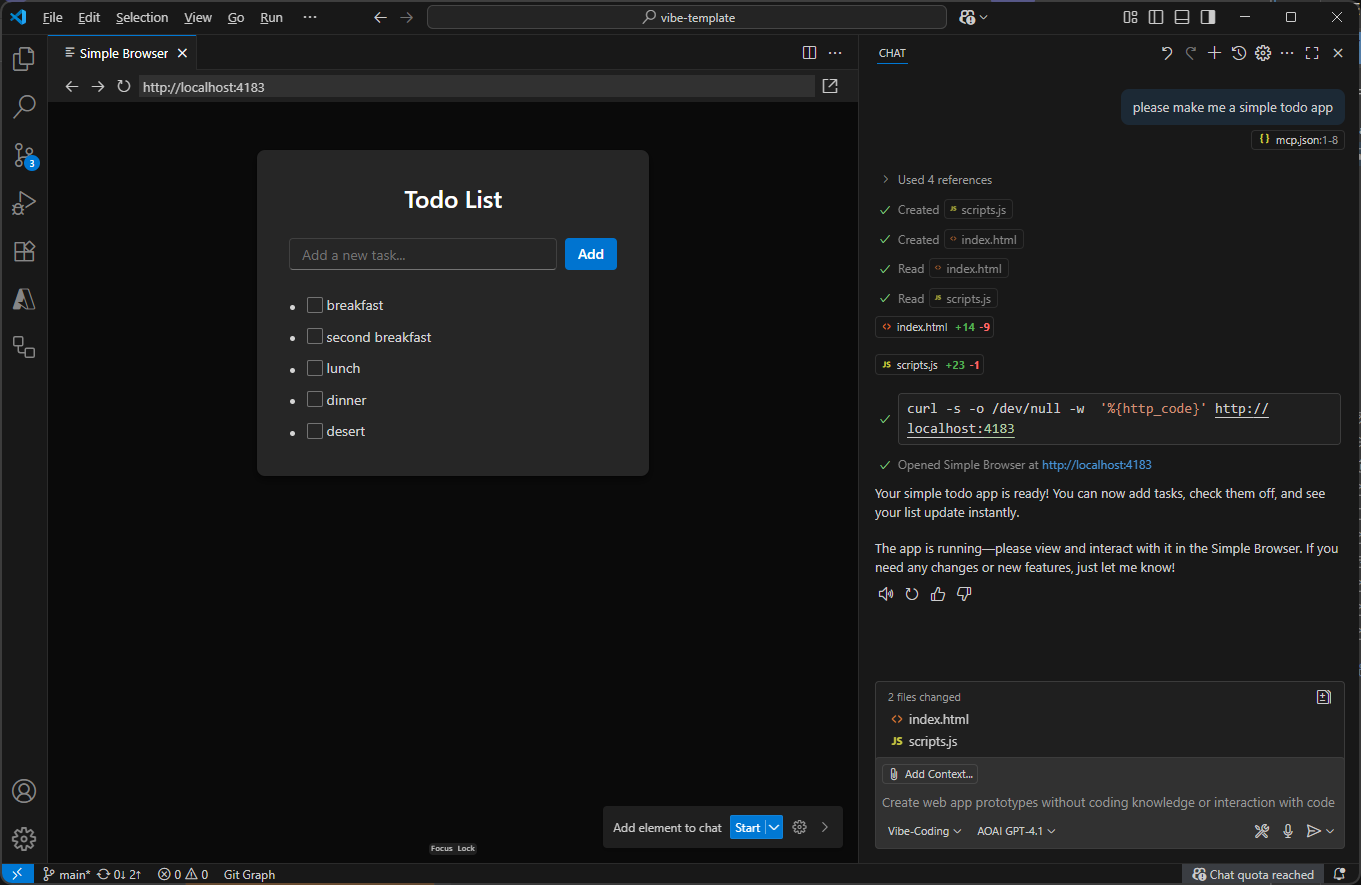 File Edit Selection View Go Run ··· vibe-template
Simple Browser
http://localhost:4183
Todo List
Add a new task...
Add
breakfast
second breakfast
lunch
dinner
desert
Add element to chat Start
Focus Lock
CHAT
please make me a simple todo app
{} mcp.json:1-8
Used 4 references
Created JS scripts.js
Created <> index.html
Read <> index.html
Read JS scripts.js
<> index.html +14 -9
JS scripts.js +23 -1
curl -s -o /dev/null -w '%{http_code}' http://
localhost:4183
Opened Simple Browser at http://localhost:4183
Your simple todo app is ready! You can now add tasks, check them off, and see
your list update instantly.
The app is running—please view and interact with it in the Simple Browser. If you
need any changes or new features, just let me know!
2 files changed
<> index.html
JS scripts.js
Add Context...
Create web app prototypes without coding knowledge or interaction with code
Vibe-Coding AOAI GPT-4.1
3
main* 0↓ 2↑ 0 0 Git Graph Chat quota reached